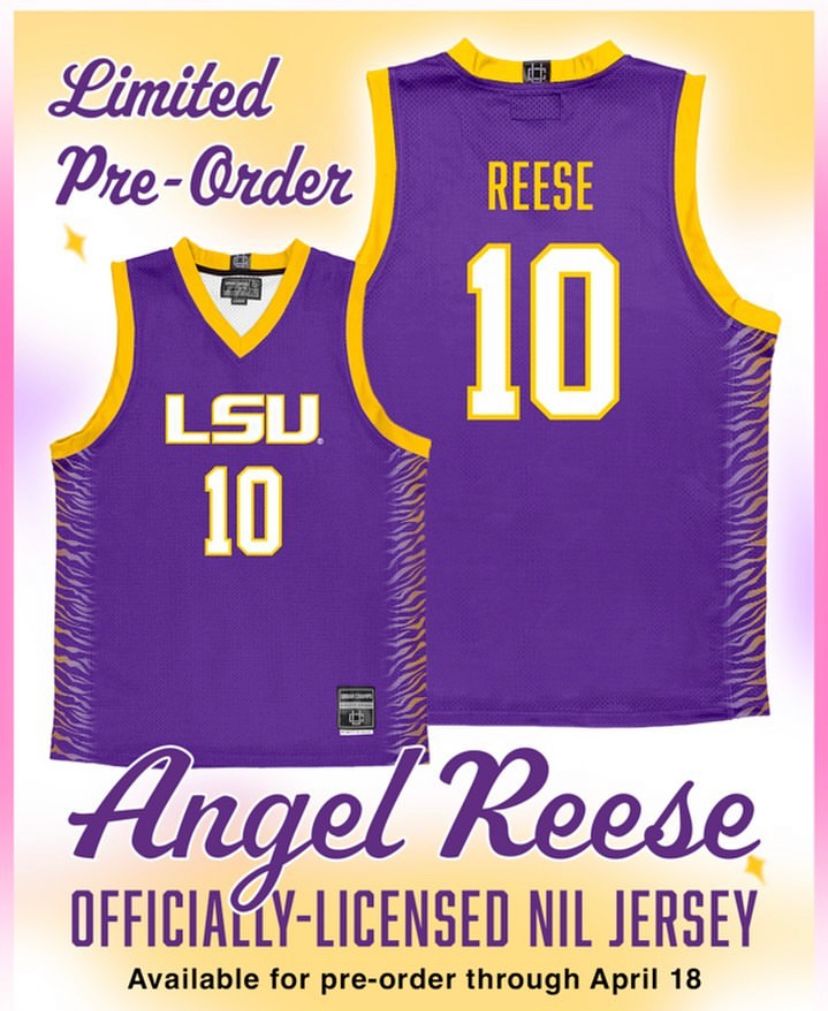 Limited
Pre-Order
REESE
10
LSU
10
Angel Reese
OFFICIALLY-LICENSED NIL JERSEY
Available for pre-order through April 18